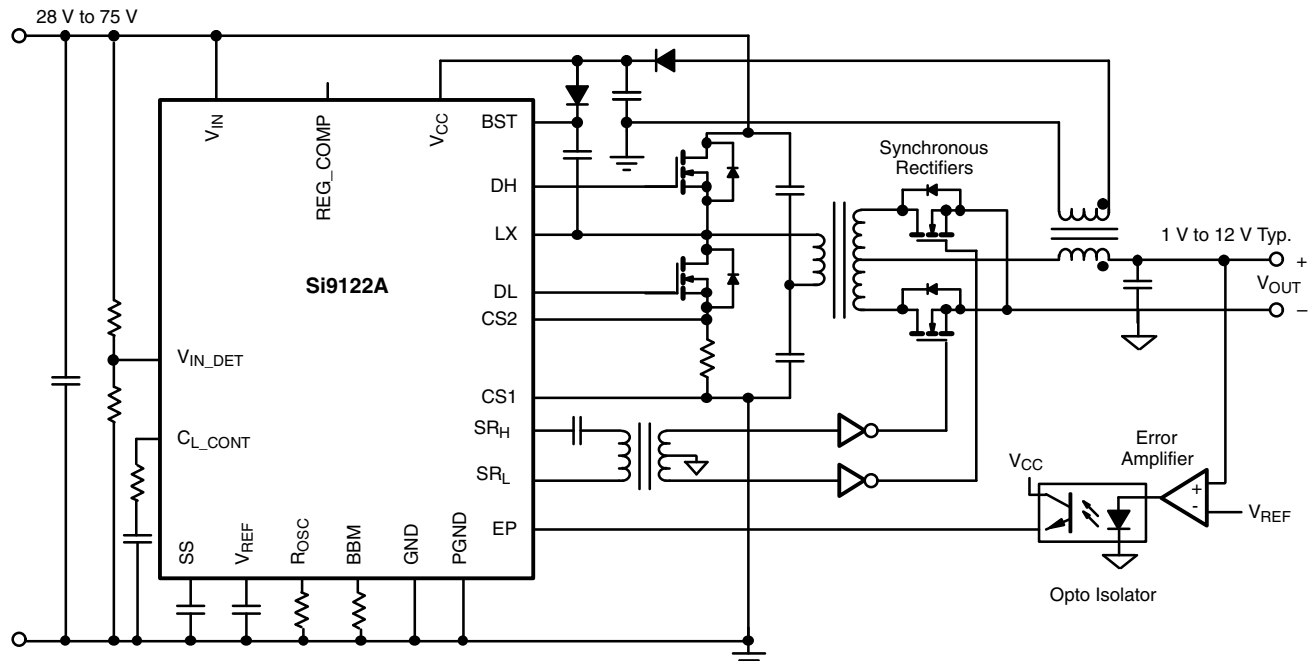 28 V to 75 V
VIN
REG_COMP
VCC
BST
DH
LX
Si9122A
DL
CS2
VIN_DET
CS1
CL_CONT
SRH
SRL
EP
SS
VREF
ROSC
BBM
GND
PGND
Synchronous
Rectifiers
1 V to 12 V Typ.
+
VOUT
–
Error
Amplifier
VCC
+
-
VREF
Opto Isolator